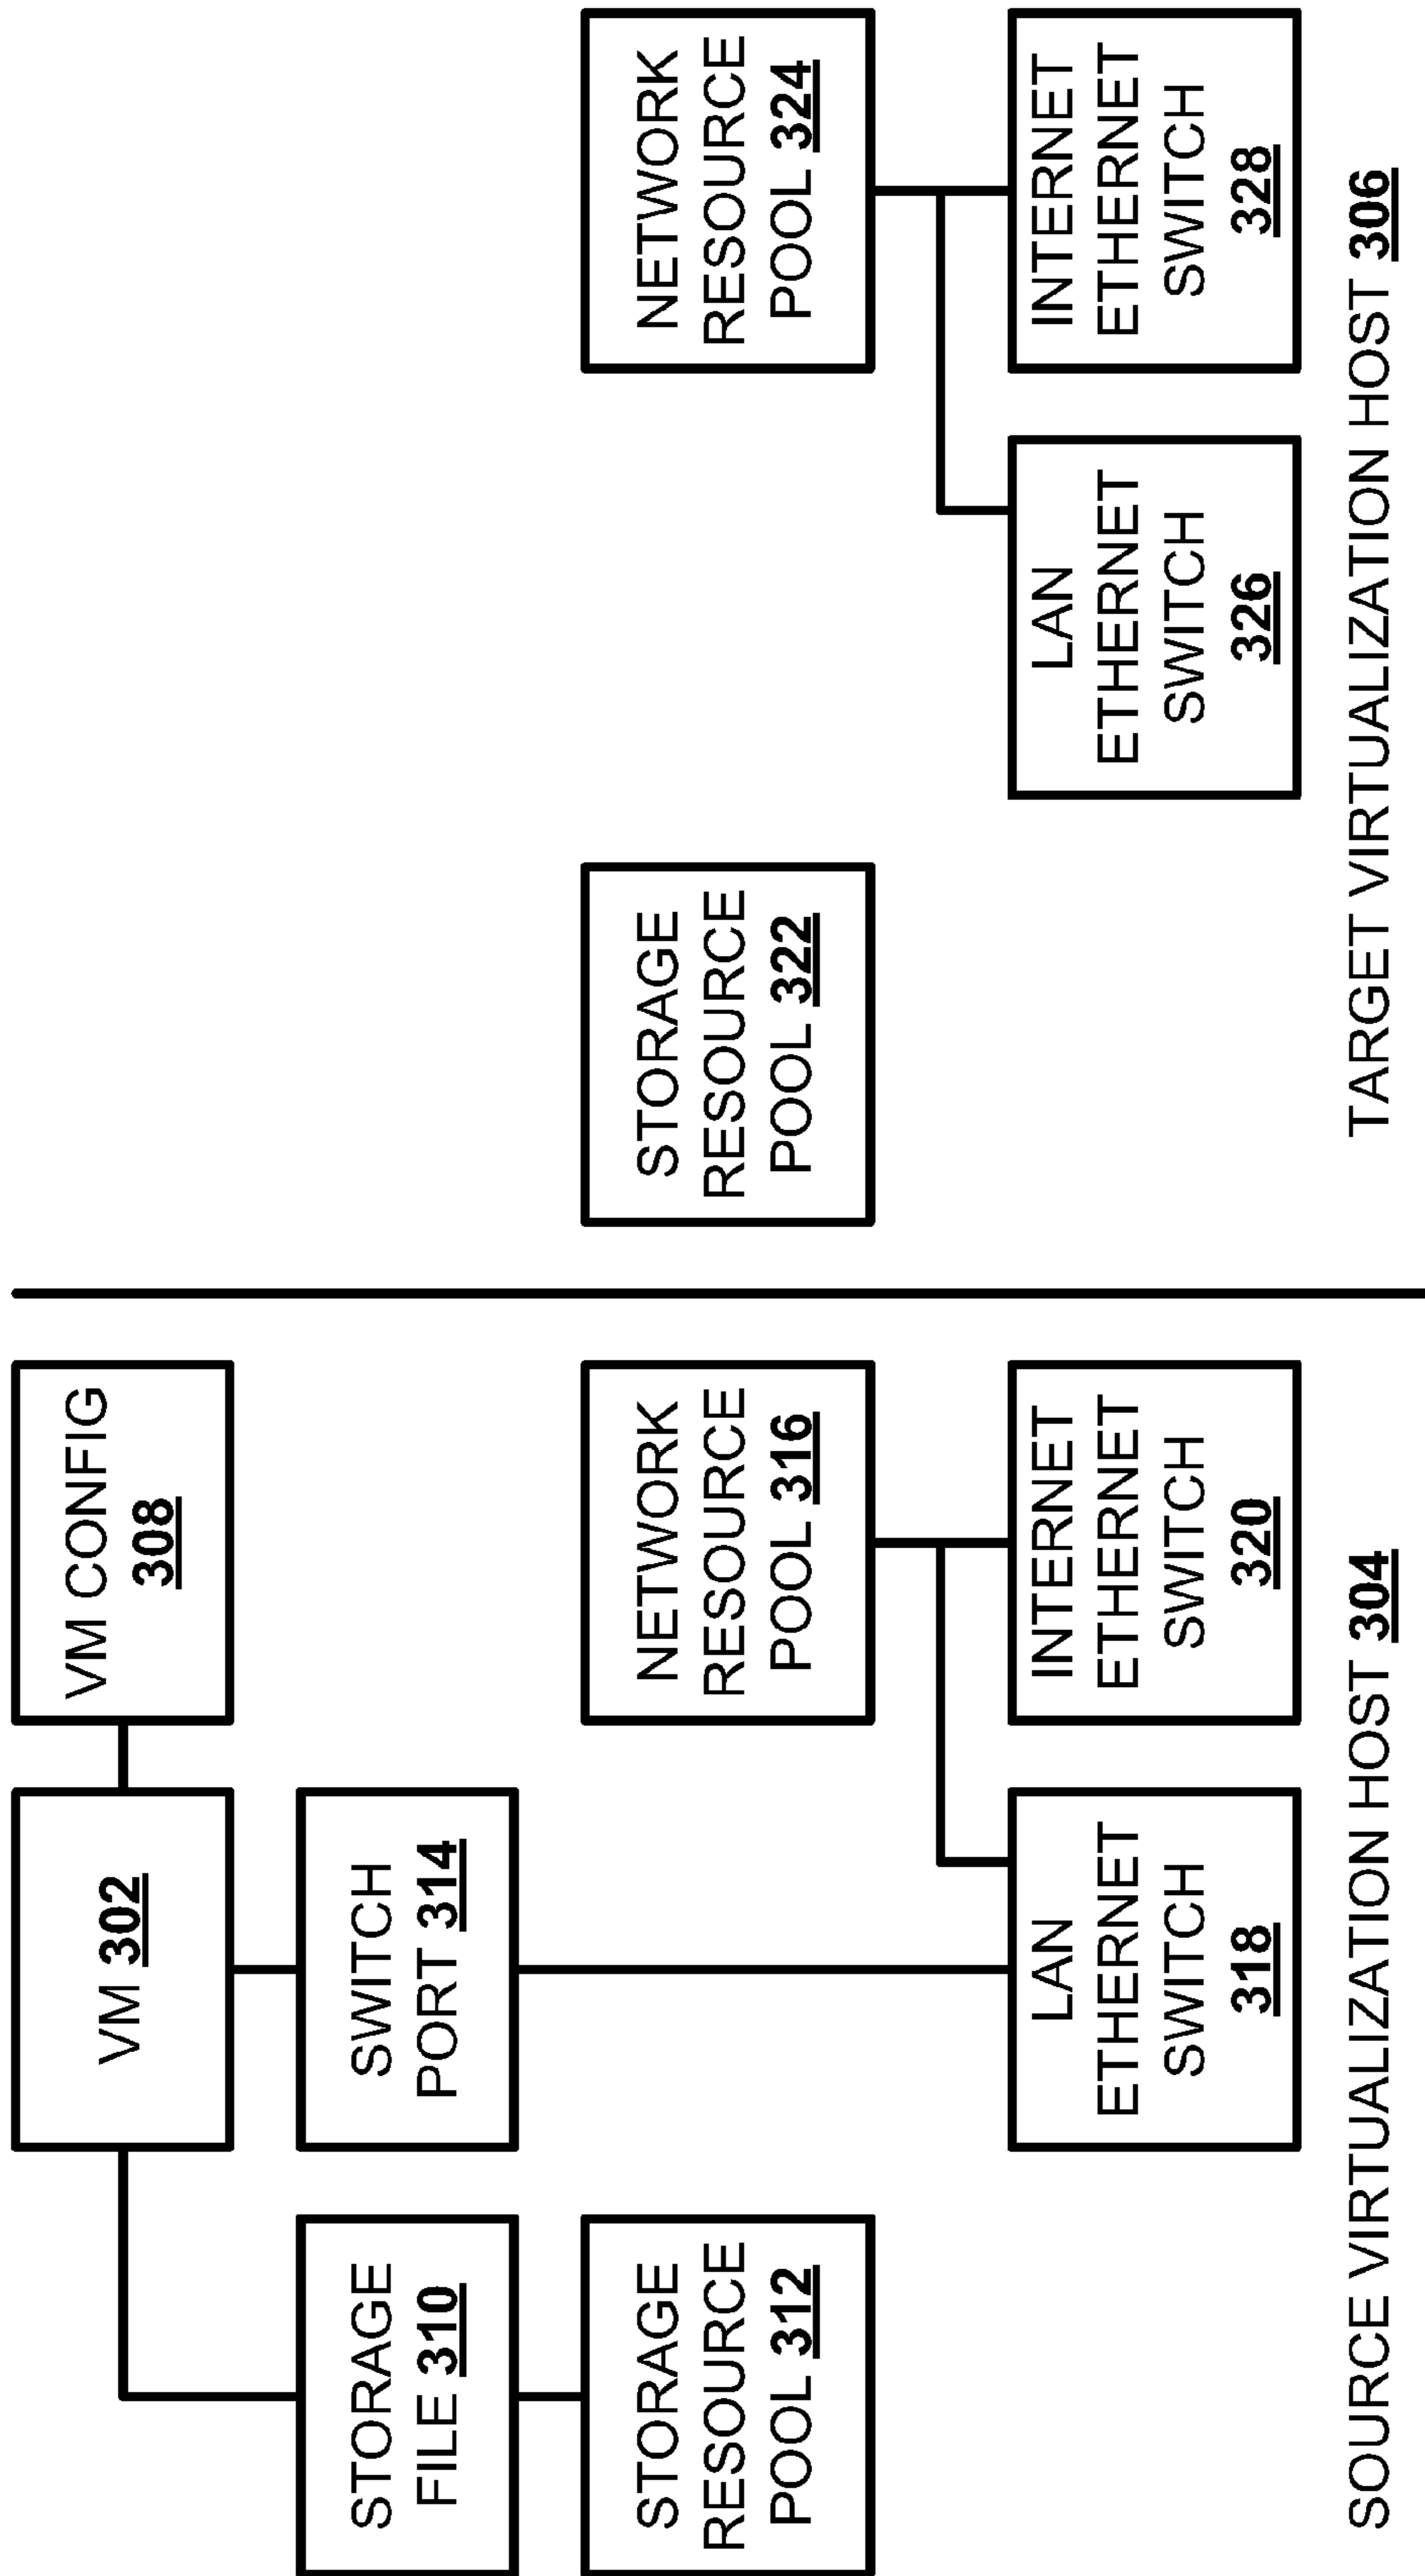 VM 302
VM CONFIG
308
STORAGE
FILE 310
SWITCH
PORT 314
STORAGE
RESOURCE
POOL 312
NETWORK
RESOURCE
POOL 316
LAN
ETHERNET
SWITCH
318
INTERNET
ETHERNET
SWITCH
320
SOURCE VIRTUALIZATION HOST 304
STORAGE
RESOURCE
POOL 322
NETWORK
RESOURCE
POOL 324
LAN
ETHERNET
SWITCH
326
INTERNET
ETHERNET
SWITCH
328
TARGET VIRTUALIZATION HOST 306